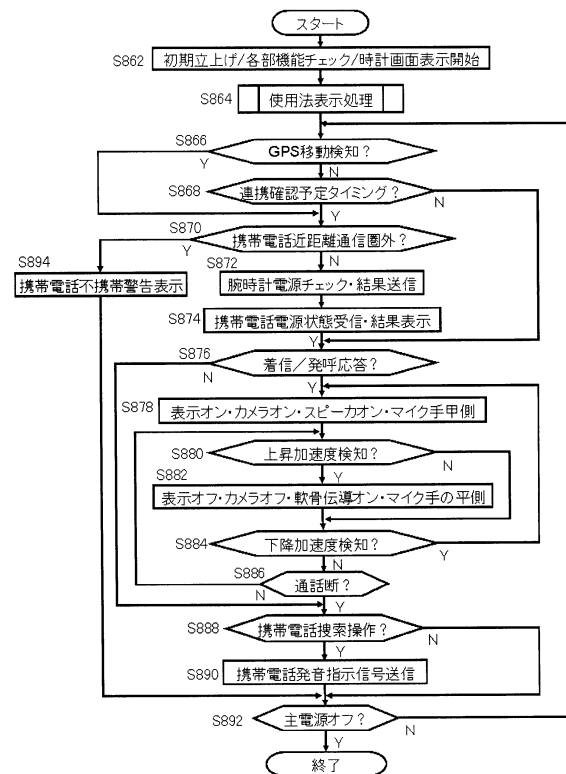 スタート
S862
初期立上げ/各部機能チェック/時計画面表示開始
S864
使用法表示処理
S866
GPS移動検知？
Y
N
S868
連携確認予定タイミング？
N
Y
S870
携帯電話近距離通信圏外？
Y
N
S894
携帯電話不携帯警告表示
S872
腕時計電源チェック・結果送信
S874
携帯電話電源状態受信・結果表示
S876
着信／発呼応答？
N
Y
S878
表示オン・カメラオン・スピーカオン・マイク手甲側
S880
上昇加速度検知？
N
Y
S882
表示オフ・カメラオフ・軟骨伝導オン・マイク手の平側
S884
下降加速度検知？
Y
N
S886
通話断？
N
Y
S888
携帯電話捜索操作？
N
Y
S890
携帯電話発音指示信号送信
S892
主電源オフ？
N
Y
終了